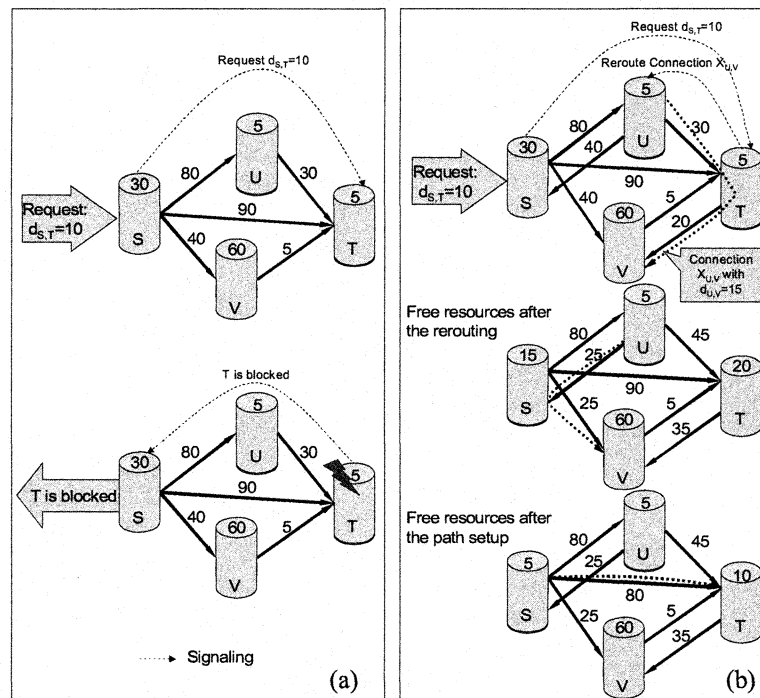 Request d_S,T=10
5
80
U
30
30
5
Request:
d_S,T=10
90
S
40
60
5
T
V
T is blocked
5
80
U
30
30
5
T is blocked
90
S
40
60
5
T
V
Signaling
(a)
Request d_S,T=10
Reroute Connection X_U,V
5
80
30
30
40
U
5
Request:
d_S,T=10
90
S
40
60
5
20
T
V
Connection
X_U,V with
d_U,V=15
Free resources after
the rerouting
5
80
45
15
25
U
20
90
S
25
60
5
T
35
V
Free resources after
the path setup
5
80
45
5
25
U
10
80
S
25
60
5
T
35
V
(b)